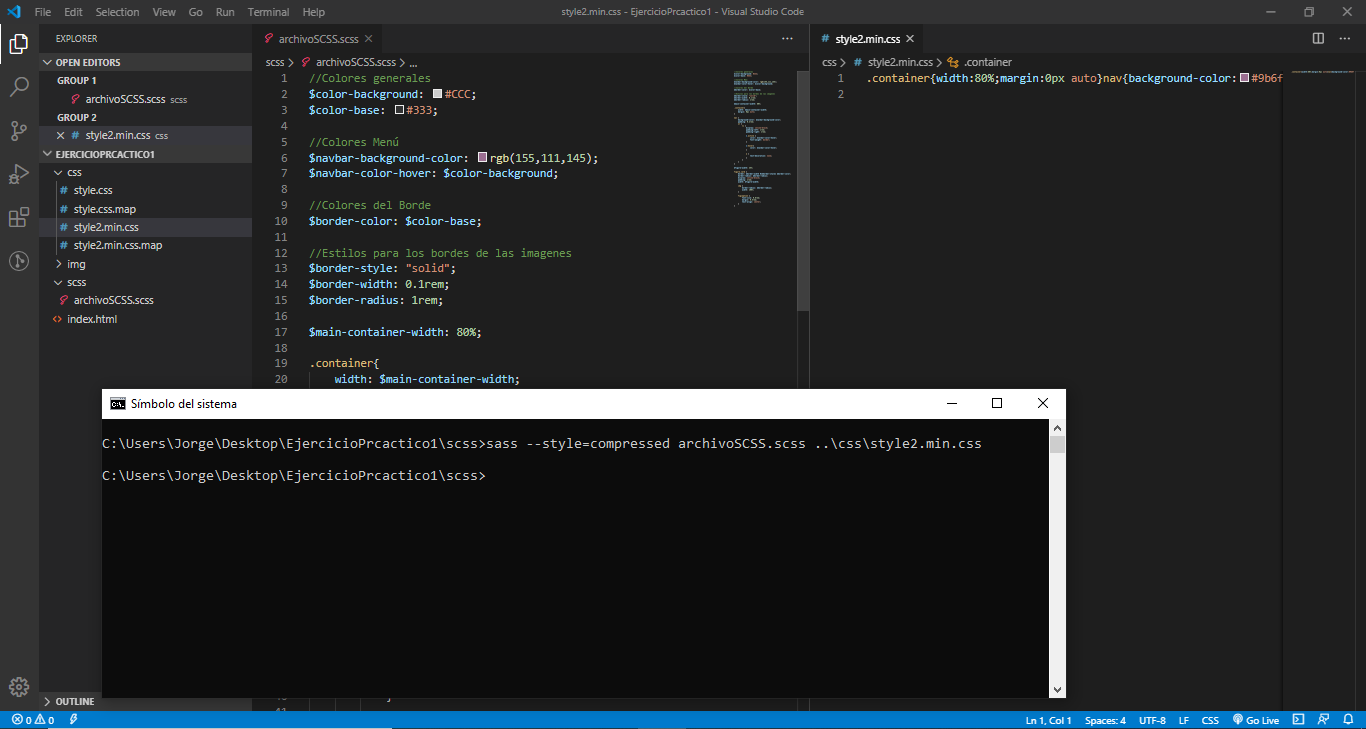 File Edit Selection View Go Run Terminal Help
style2.min.css - EjercicioPrcactico1 - Visual Studio Code
EXPLORER
OPEN EDITORS
GROUP 1
archivoSCSS.scss scss
GROUP 2
style2.min.css css
EJERCICIOPRCACTICO1
css
style.css
style.css.map
style2.min.css
style2.min.css.map
img
scss
archivoSCSS.scss
index.html
OUTLINE
archivoSCSS.scss
scss > archivoSCSS.scss > ...
1 //Colores generales
2 $color-background: #CCC;
3 $color-base: #333;
4
5 //Colores Menú
6 $navbar-background-color: rgb(155,111,145);
7 $navbar-color-hover: $color-background;
8
9 //Colores del Borde
10 $border-color: $color-base;
11
12 //Estilos para los bordes de las imagenes
13 $border-style: "solid";
14 $border-width: 0.1rem;
15 $border-radius: 1rem;
16
17 $main-container-width: 80%;
18
19 .container{
20 width: $main-container-width;
style2.min.css
css > style2.min.css > .container
1 .container{width:80%;margin:0px auto}nav{background-color:#9b6f
2
Símbolo del sistema
C:\Users\Jorge\Desktop\EjercicioPrcactico1\scss>sass --style=compressed archivoSCSS.scss ..\css\style2.min.css
C:\Users\Jorge\Desktop\EjercicioPrcactico1\scss>
0 0
Ln 1, Col 1 Spaces: 4 UTF-8 LF CSS Go Live